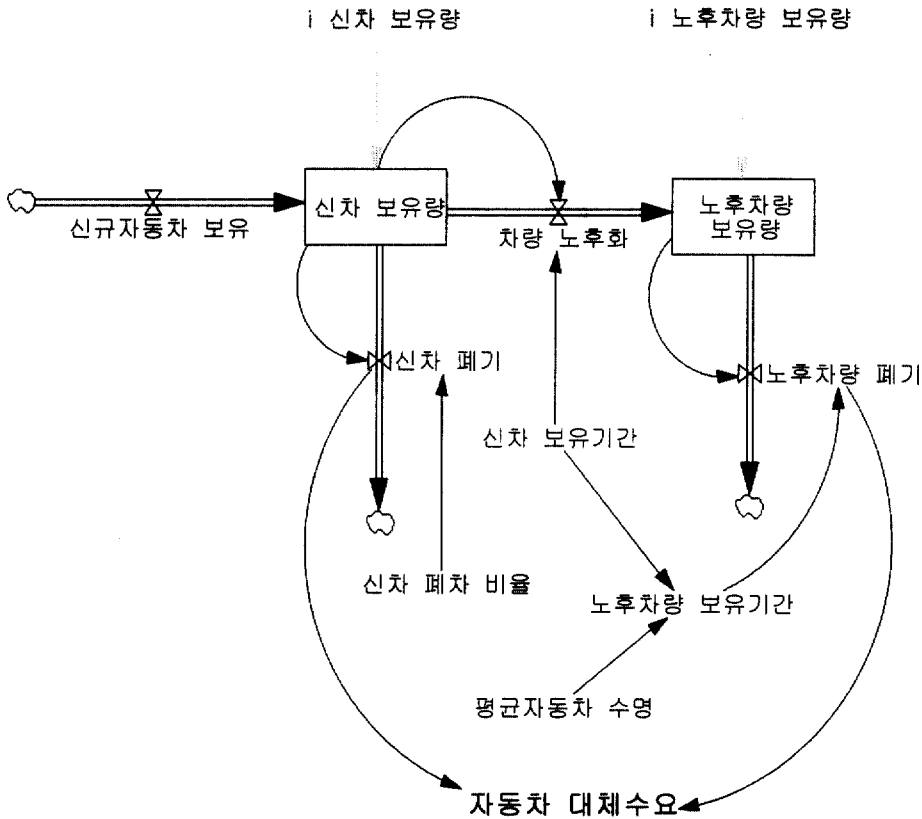 i 신차 보유량
i 노후차량 보유량
신규자동차 보유
신차 보유량
차량 노후화
노후차량
보유량
신차 폐기
노후차량 폐기
신차 보유기간
신차 폐차 비율
노후차량 보유기간
평균자동차 수명
자동차 대체수요